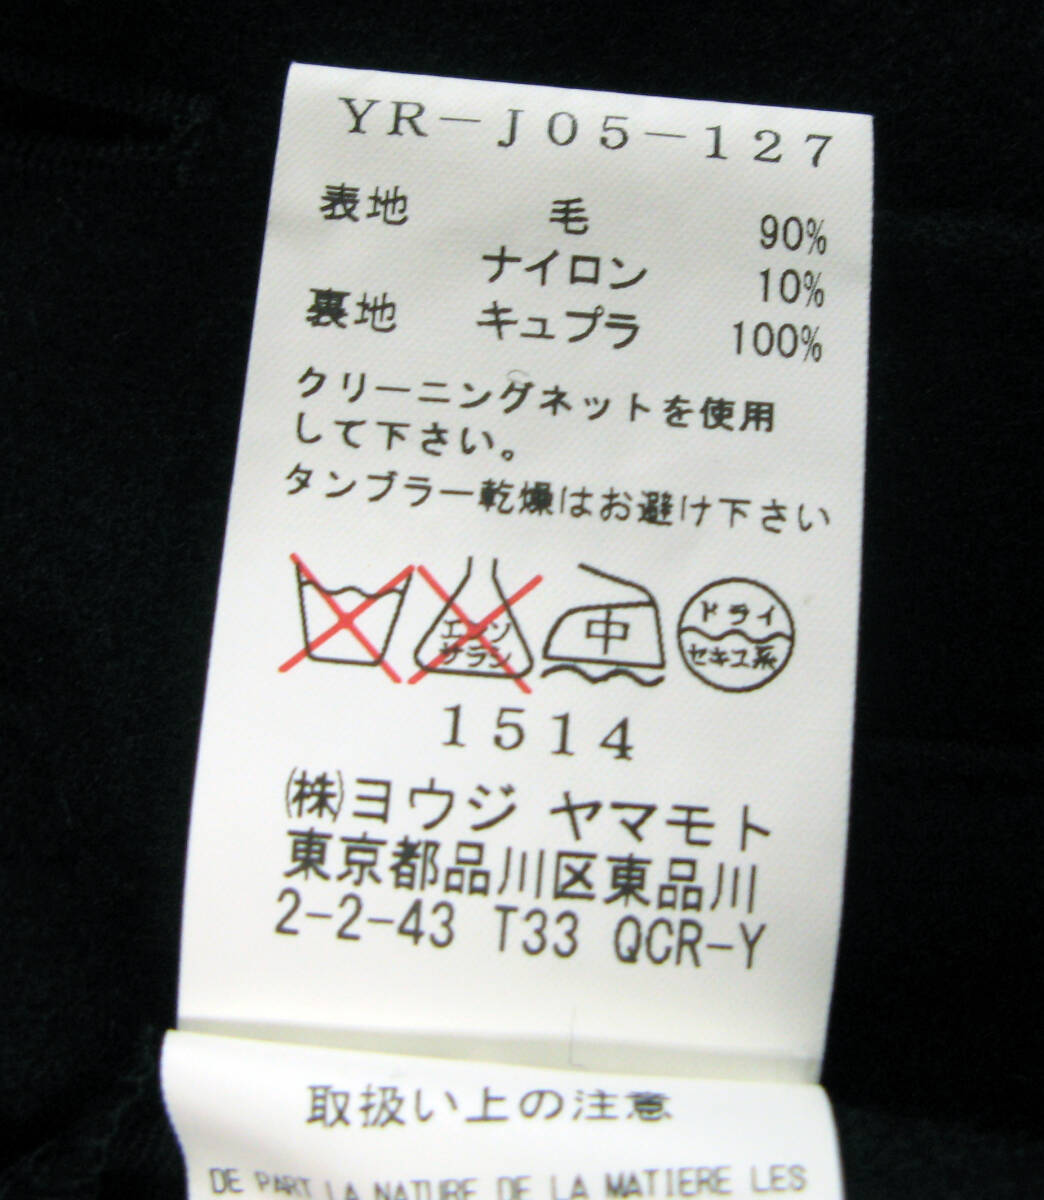 YR-J05-127
表地 毛 90%
ナイロン 10%
裏地 キュプラ 100%
クリーニングネットを使用
して下さい。
タンブラー乾燥はお避け下さい
エンソ
サラシ
中
ドライ
セキユ系
1514
㈱ヨウジ ヤマモト
東京都品川区東品川
2-2-43 T33 QCR-Y
取扱い上の注意
DE PART LA NATURE DE LA MATIERE LES